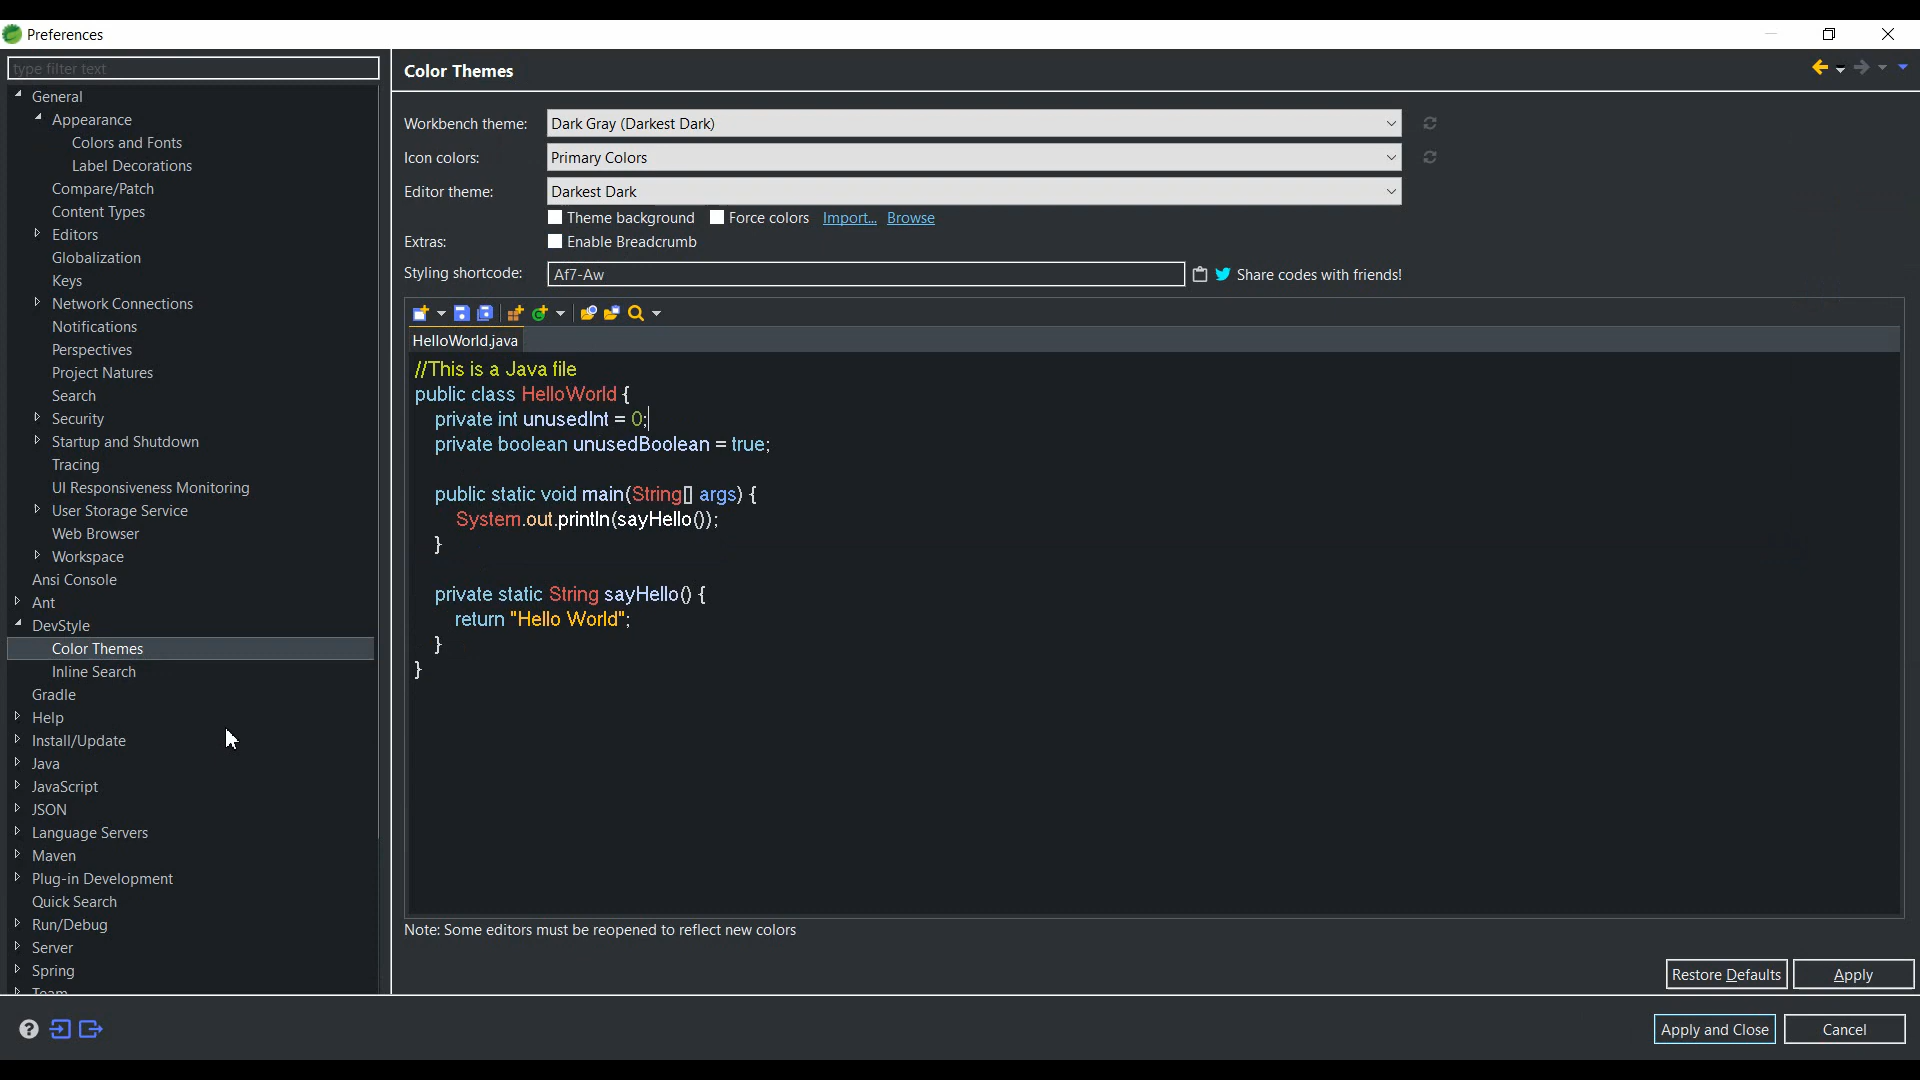 Preferences
type filter text
General
Appearance
Colors and Fonts
Label Decorations
Compare/Patch
Content Types
Editors
Globalization
Keys
Network Connections
Notifications
Perspectives
Project Natures
Search
Security
Startup and Shutdown
Tracing
UI Responsiveness Monitoring
User Storage Service
Web Browser
Workspace
Ansi Console
Ant
DevStyle
Color Themes
Inline Search
Gradle
Help
Install/Update
Java
JavaScript
JSON
Language Servers
Maven
Plug-in Development
Quick Search
Run/Debug
Server
Spring
Team
Color Themes
Workbench theme: Dark Gray (Darkest Dark)
Icon colors: Primary Colors
Editor theme: Darkest Dark
Theme background Force colors Import... Browse
Extras: Enable Breadcrumb
Styling shortcode: Af7-Aw Share codes with friends!
HelloWorld.java
//This is a Java file
public class HelloWorld {
private int unusedInt = 0;
private boolean unusedBoolean = true;
public static void main(String[] args) {
System.out.println(sayHello());
}
private static String sayHello() {
return "Hello World";
}
}
Note: Some editors must be reopened to reflect new colors
Restore Defaults Apply
Apply and Close Cancel